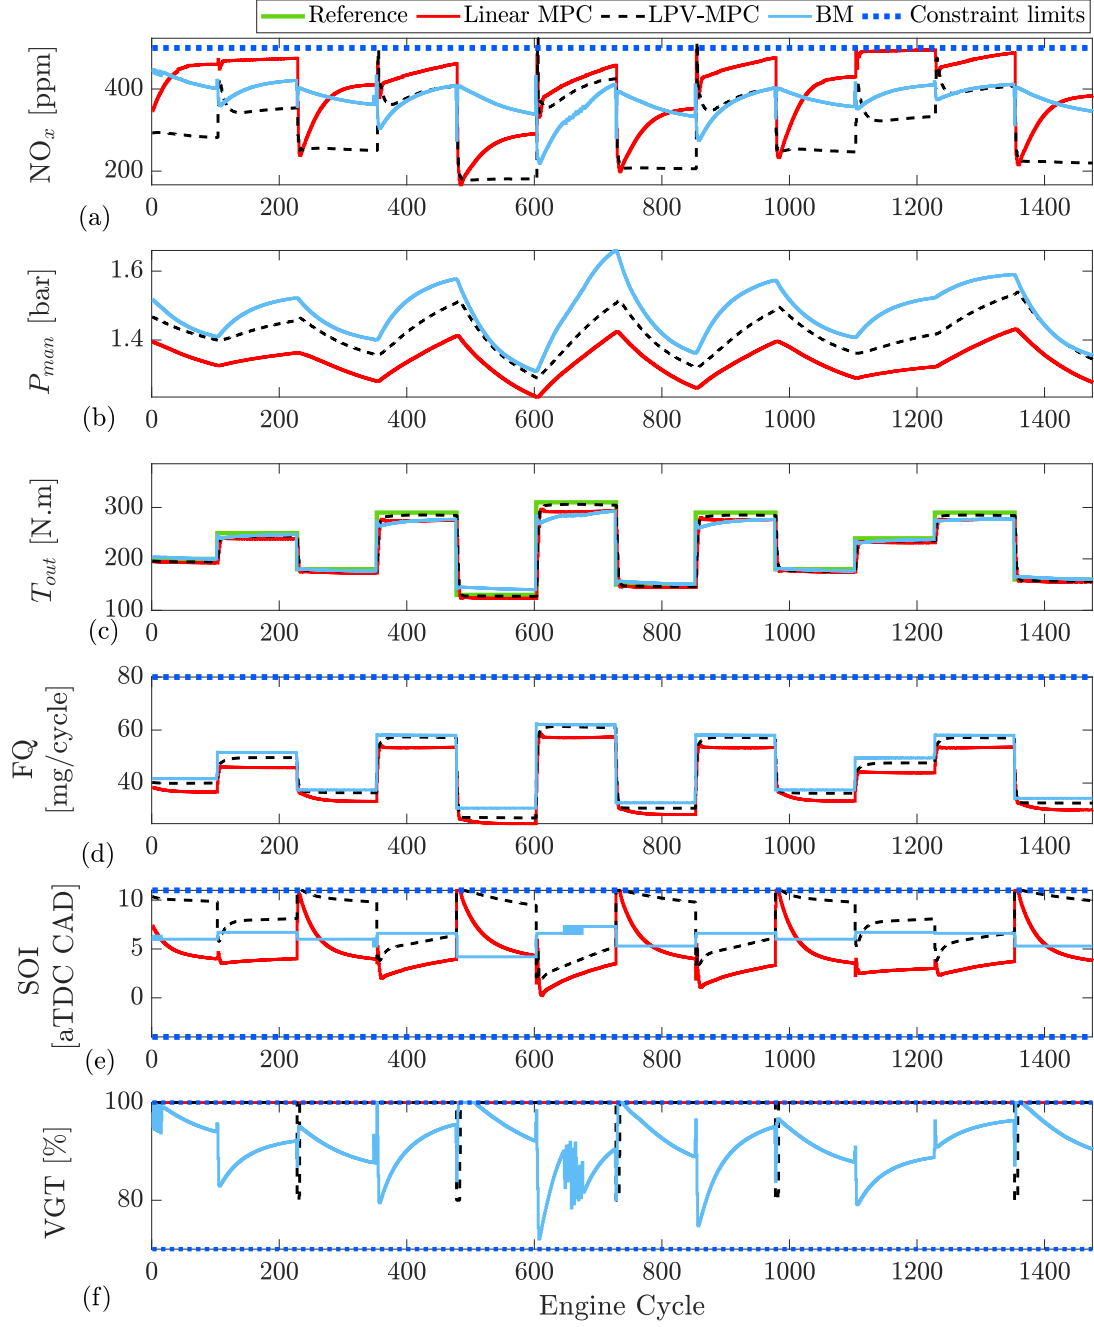 Reference Linear MPC LPV-MPC BM Constraint limits
NOx [ppm]
400
200
0 200 400 600 800 1000 1200 1400
(a)
Pman [bar]
1.6
1.4
0 200 400 600 800 1000 1200 1400
(b)
Tout [N.m]
300
200
100
0 200 400 600 800 1000 1200 1400
(c)
FQ
[mg/cycle]
80
60
40
0 200 400 600 800 1000 1200 1400
(d)
SOI
[aTDC CAD]
10
5
0
0 200 400 600 800 1000 1200 1400
(e)
VGT [%]
100
80
0 200 400 600 800 1000 1200 1400
(f)
Engine Cycle